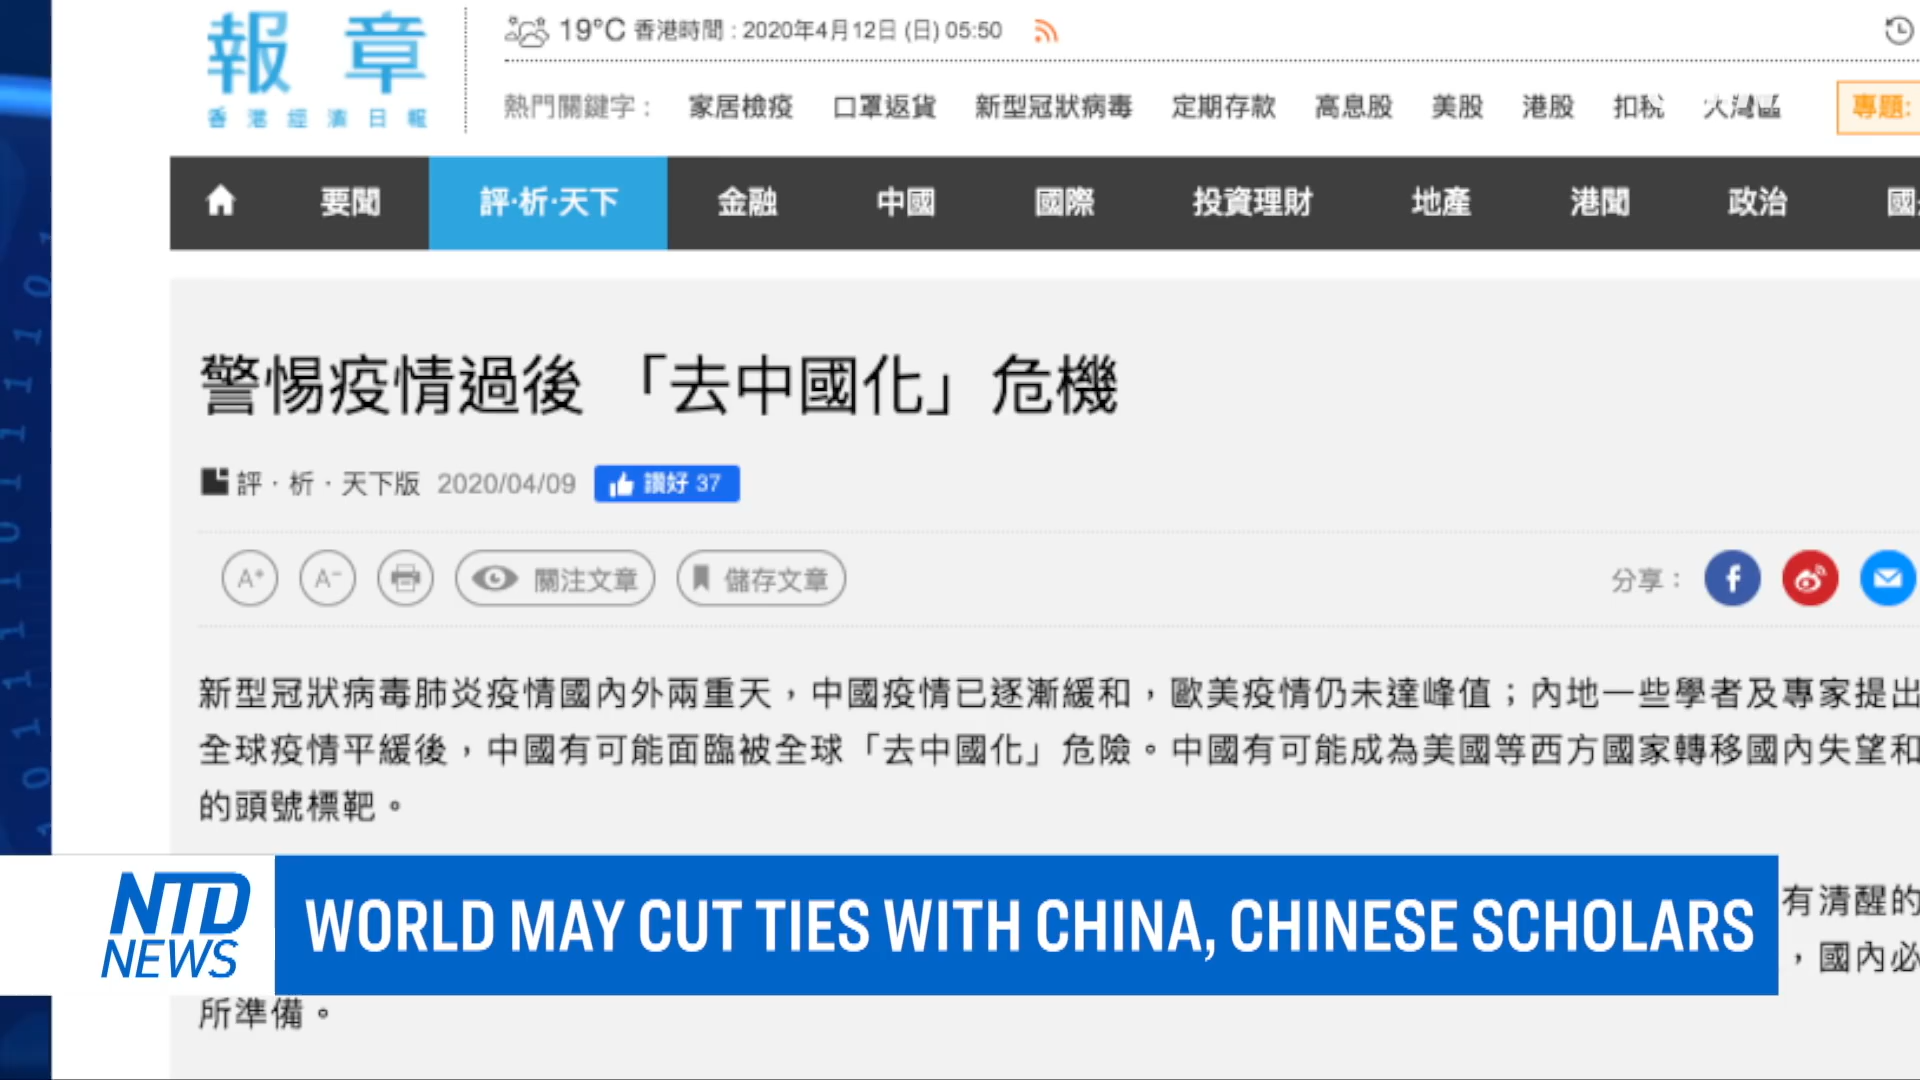 報章
香港經濟日報
19°C 香港時間 : 2020年4月12日 (日) 05:50
熱門關鍵字 : 家居檢疫 口罩返貨 新型冠狀病毒 定期存款 高息股 美股 港股 扣稅 大灣區 專題:
要聞 評·析·天下 金融 中國 國際 投資理財 地產 港聞 政治
警惕疫情過後 「去中國化」危機
評 · 析 · 天下版 2020/04/09 讚好 37
A+ A- 關注文章 儲存文章 分享 :
新型冠狀病毒肺炎疫情國內外兩重天，中國疫情已逐漸緩和，歐美疫情仍未達峰值；內地一些學者及專家提出
全球疫情平緩後，中國有可能面臨被全球「去中國化」危險。中國有可能成為美國等西方國家轉移國內失望和
的頭號標靶。
有清醒的
，國內必
所準備。
NTD NEWS
WORLD MAY CUT TIES WITH CHINA, CHINESE SCHOLARS